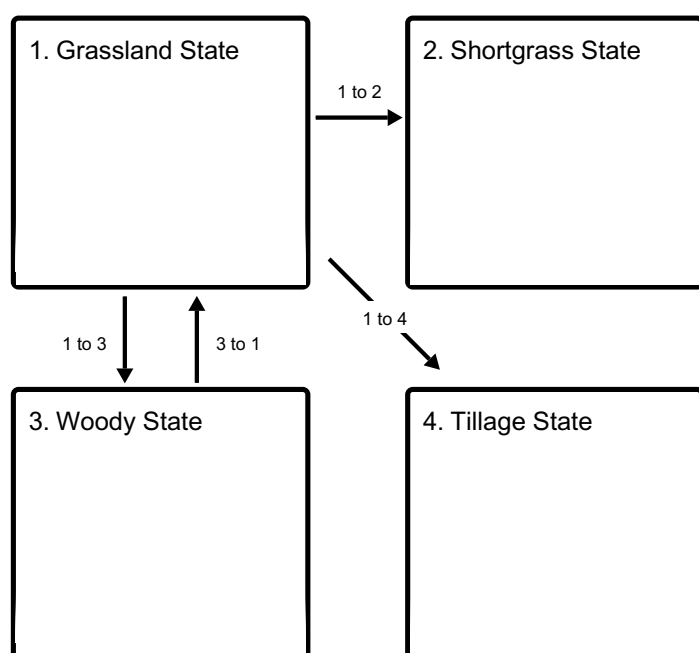 1. Grassland State
2. Shortgrass State
1 to 2
1 to 4
1 to 3
3 to 1
3. Woody State
4. Tillage State